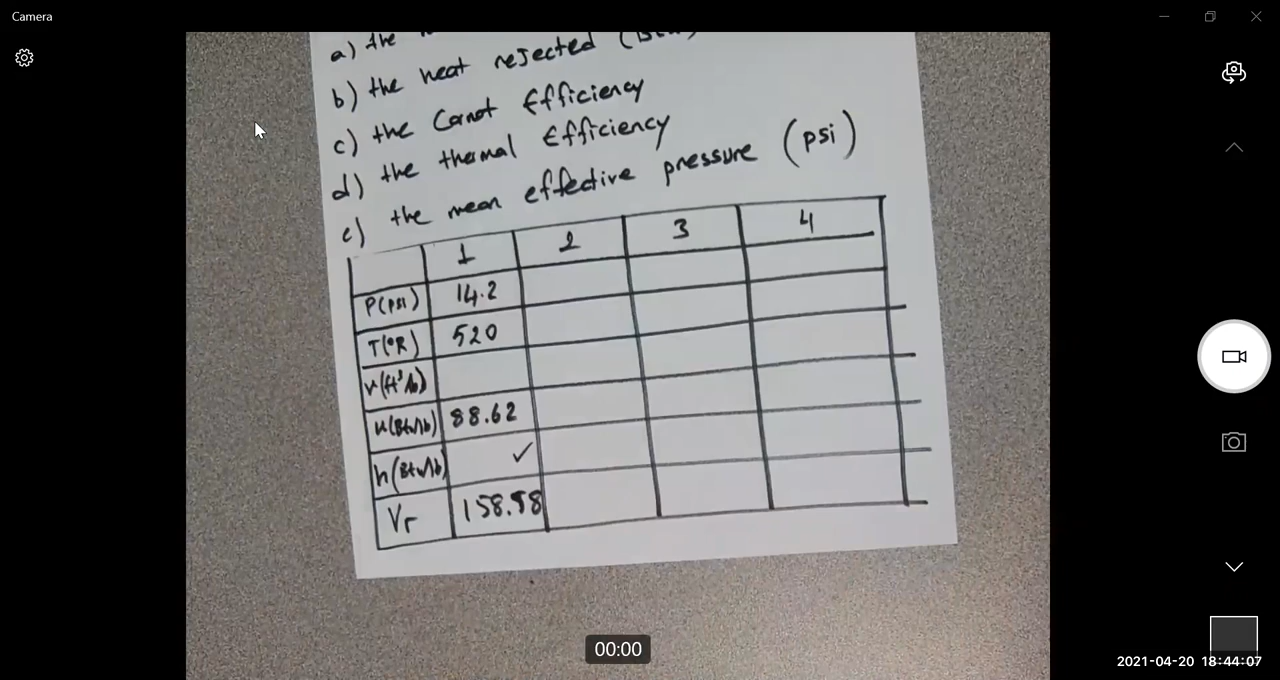 Camera
a) the
b) the heat rejected
c) the Carnot Efficiency
d) the thermal Efficiency
e) the mean effective pressure (psi)
1 2 3 4
P(psi) 14.2
T(°R) 520
v(ft³/lb)
u(Btu/lb) 88.62
h(Btu/lb) ✓
Vr 158.58
00:00
2021-04-20 18:44:07